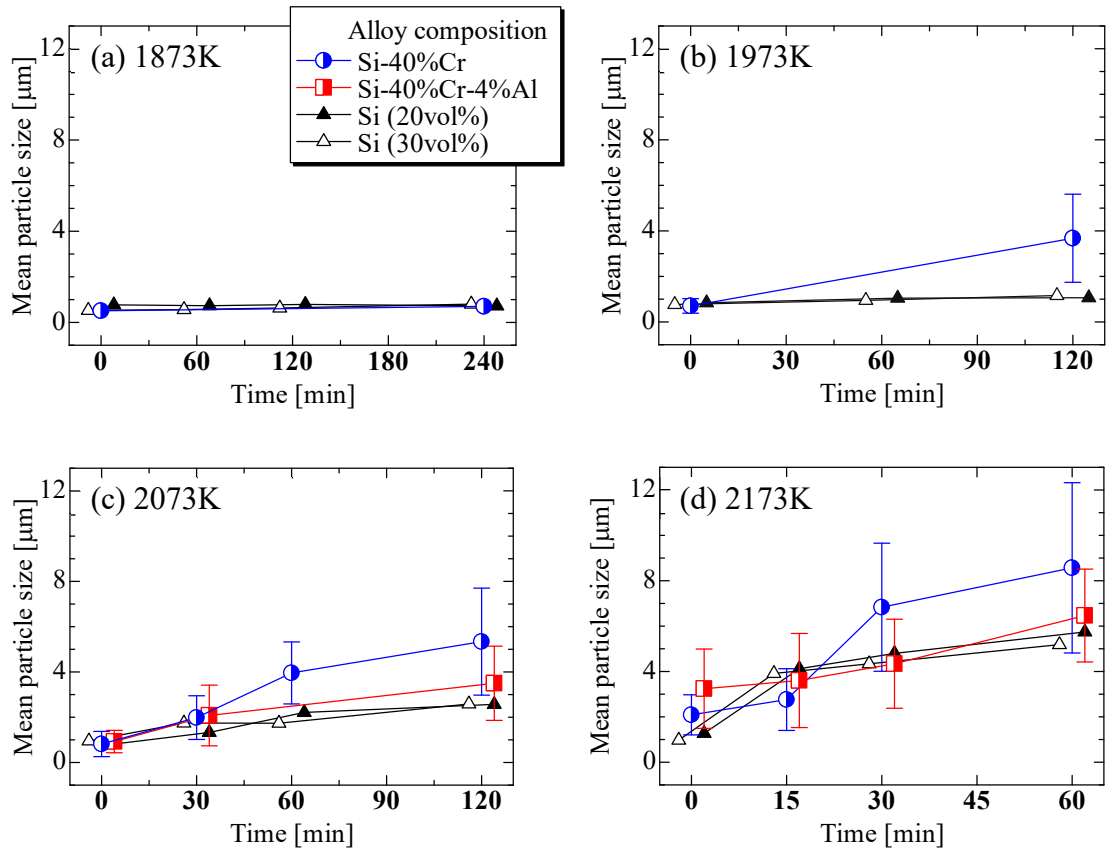 (a) 1873K
Alloy composition
Si-40%Cr
Si-40%Cr-4%Al
Si (20vol%)
Si (30vol%)
Mean particle size [µm]
12
8
4
0
0 60 120 180 240
Time [min]
(b) 1973K
Mean particle size [µm]
12
8
4
0
0 30 60 90 120
Time [min]
(c) 2073K
Mean particle size [µm]
12
8
4
0
0 30 60 90 120
Time [min]
(d) 2173K
Mean particle size [µm]
12
8
4
0
0 15 30 45 60
Time [min]